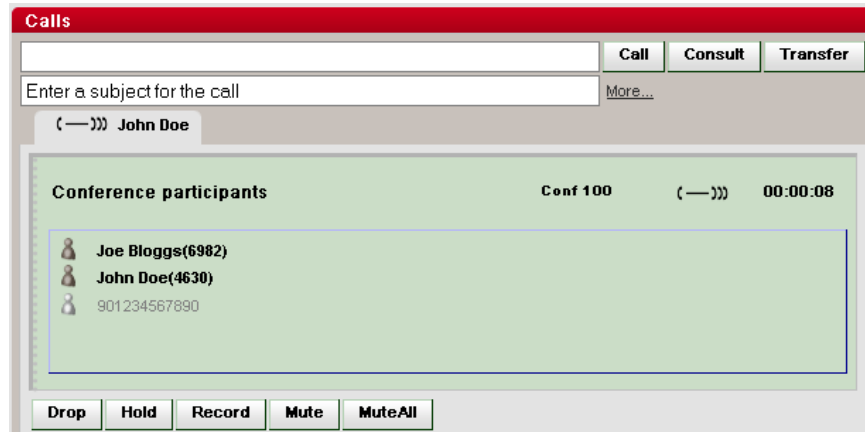 Calls
Call Consult Transfer
Enter a subject for the call More...
John Doe
Conference participants Conf 100 00:00:08
Joe Bloggs(6982)
John Doe(4630)
901234567890
Drop Hold Record Mute MuteAll